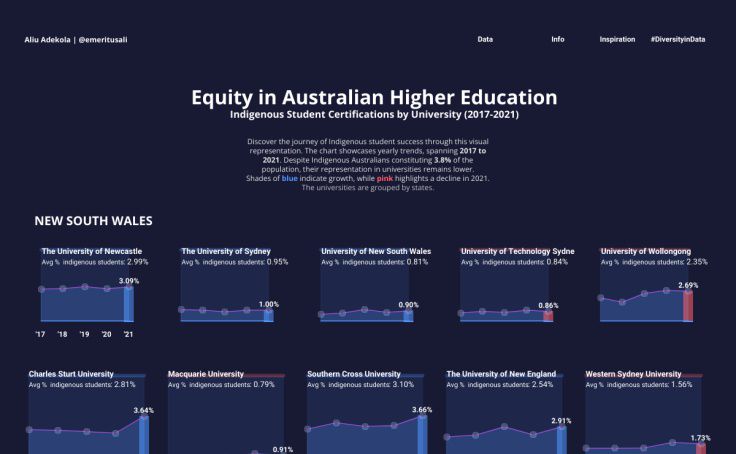 Aliu Adekola | @emeritusali
Data
Info
Inspiration
#DiversityinData
Equity in Australian Higher Education
Indigenous Student Certifications by University (2017-2021)
Discover the journey of Indigenous student success through this visual
representation. The chart showcases yearly trends, spanning 2017 to
2021. Despite Indigenous Australians constituting 3.8% of the
population, their representation in universities remains lower.
Shades of blue indicate growth, while pink highlights a decline in 2021.
The universities are grouped by states.
NEW SOUTH WALES
The University of Newcastle
Avg % indigenous students: 2.99%
3.09%
'17 '18 '19 '20 '21
The University of Sydney
Avg % indigenous students: 0.95%
1.00%
University of New South Wales
Avg % indigenous students: 0.81%
0.90%
University of Technology Sydne
Avg % indigenous students: 0.84%
0.86%
University of Wollongong
Avg % indigenous students: 2.35%
2.69%
Charles Sturt University
Avg % indigenous students: 2.81%
3.64%
Macquarie University
Avg % indigenous students: 0.79%
0.91%
Southern Cross University
Avg % indigenous students: 3.10%
3.66%
The University of New England
Avg % indigenous students: 2.54%
2.91%
Western Sydney University
Avg % indigenous students: 1.56%
1.73%